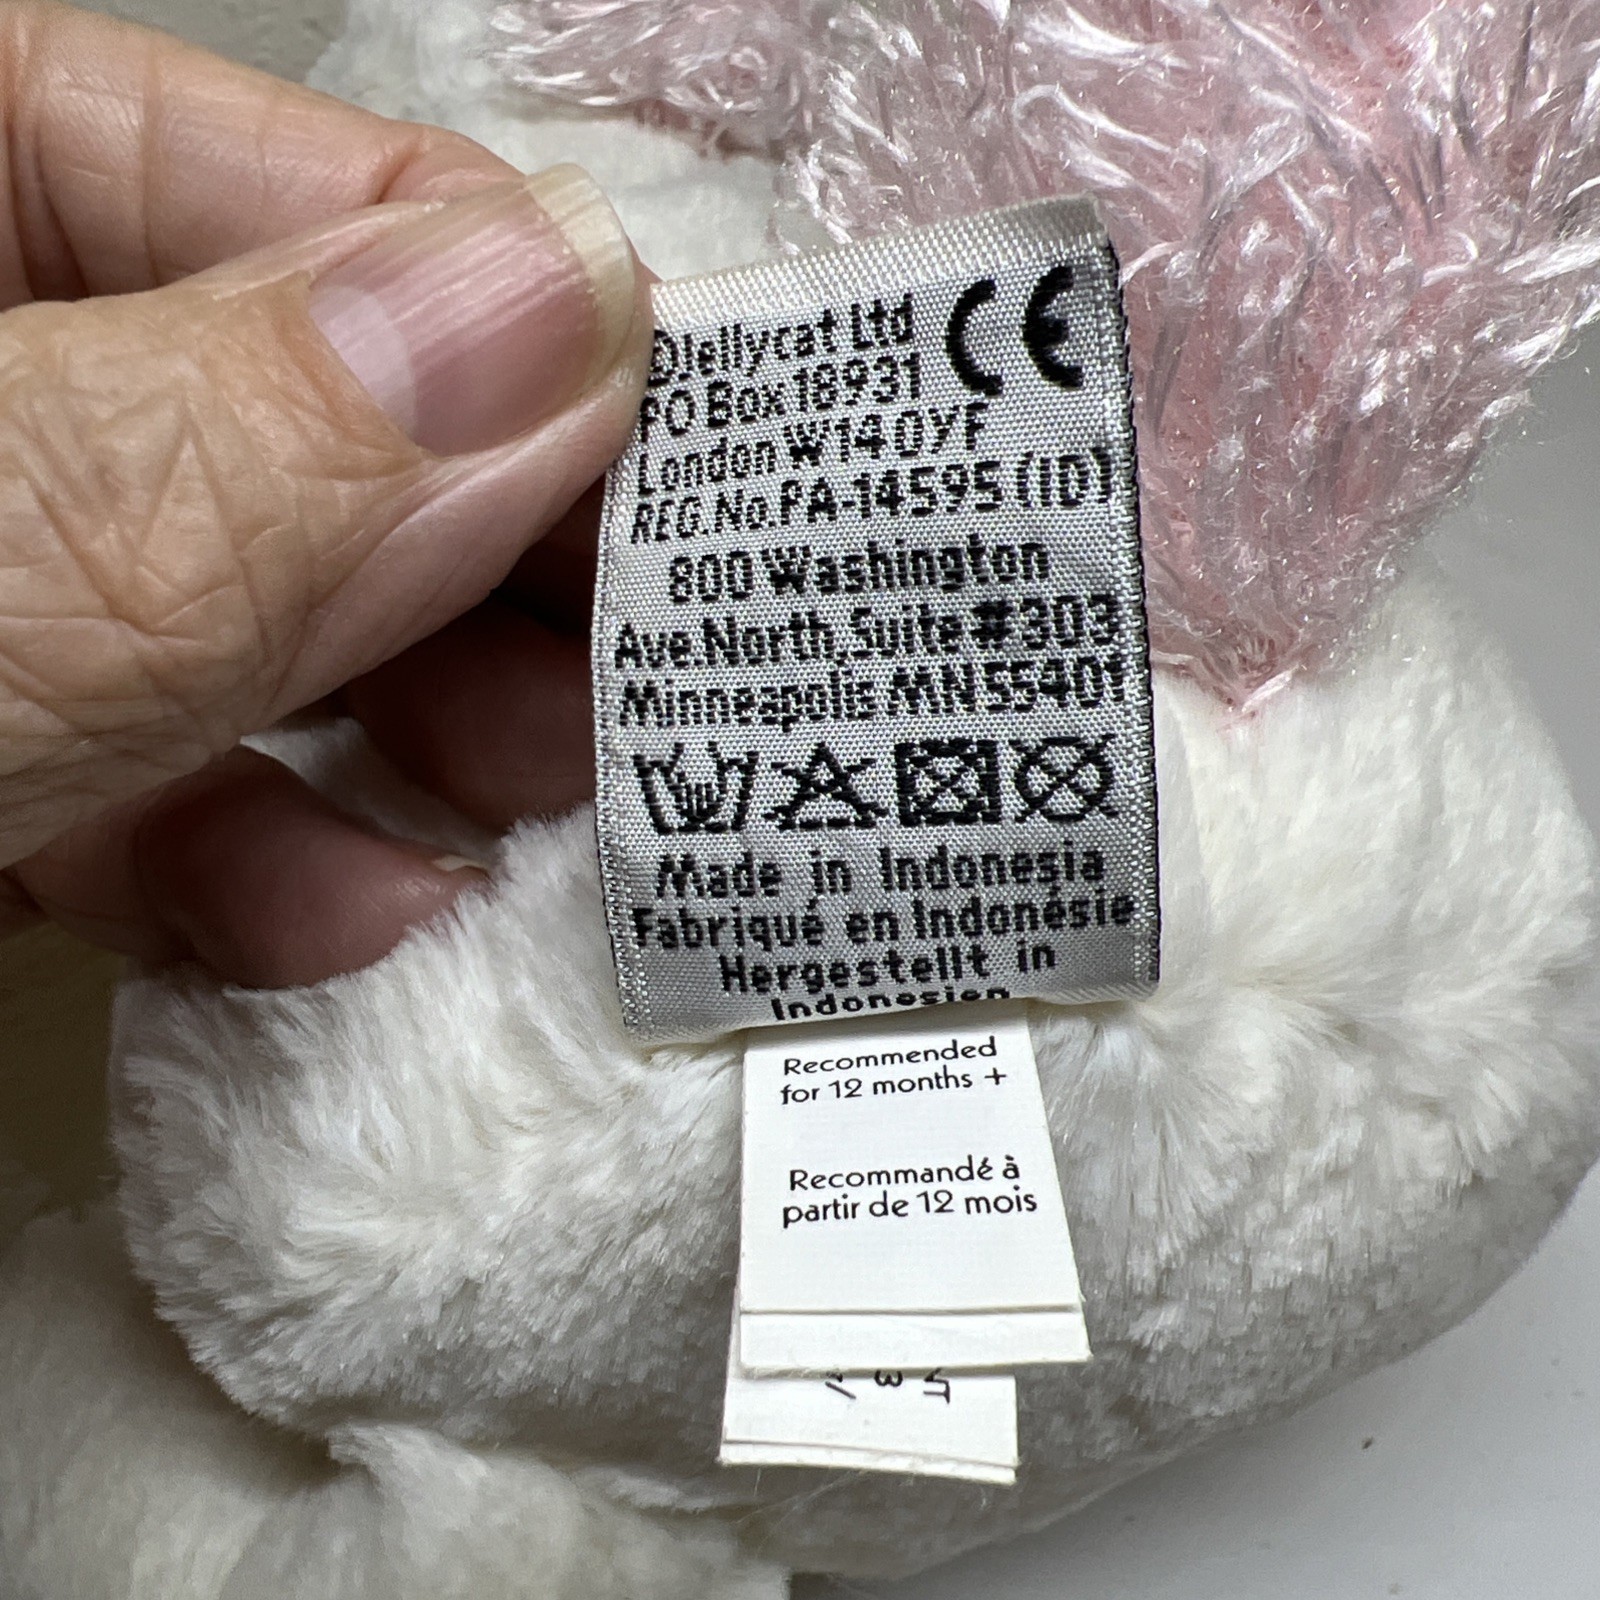 ©Jellycat Ltd
PO Box 18931
London W14 0YF
REG.No.PA-14595 (ID)
CE
800 Washington
Ave.North, Suite #303
Minneapolis MN 55401
Made in Indonesia
Fabriqué en Indonésie
Hergestellt in
Indonesien
Recommended
for 12 months +
Recommandé à
partir de 12 mois